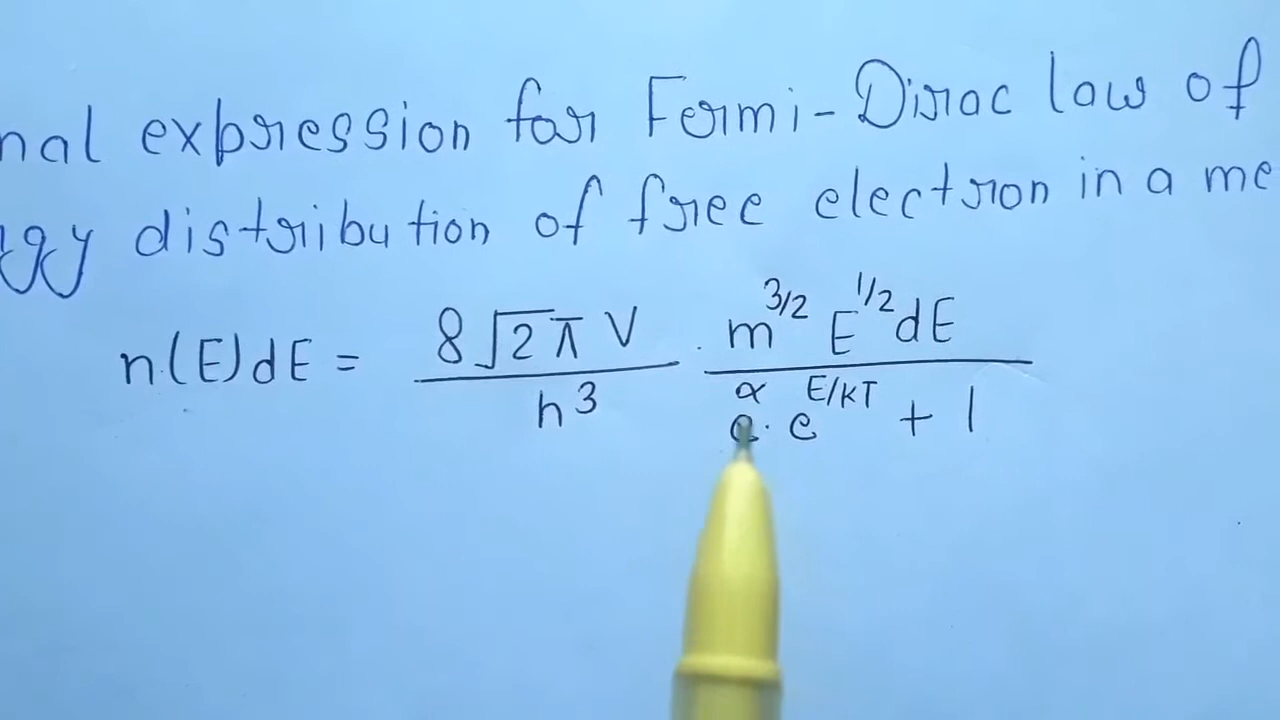 nal expression for Fermi-Dirac law of
gy distribution of free electron in a me
n(E)dE = 8√2π V / h³ · m^3/2 E^1/2 dE / e^α · e^E/KT + 1